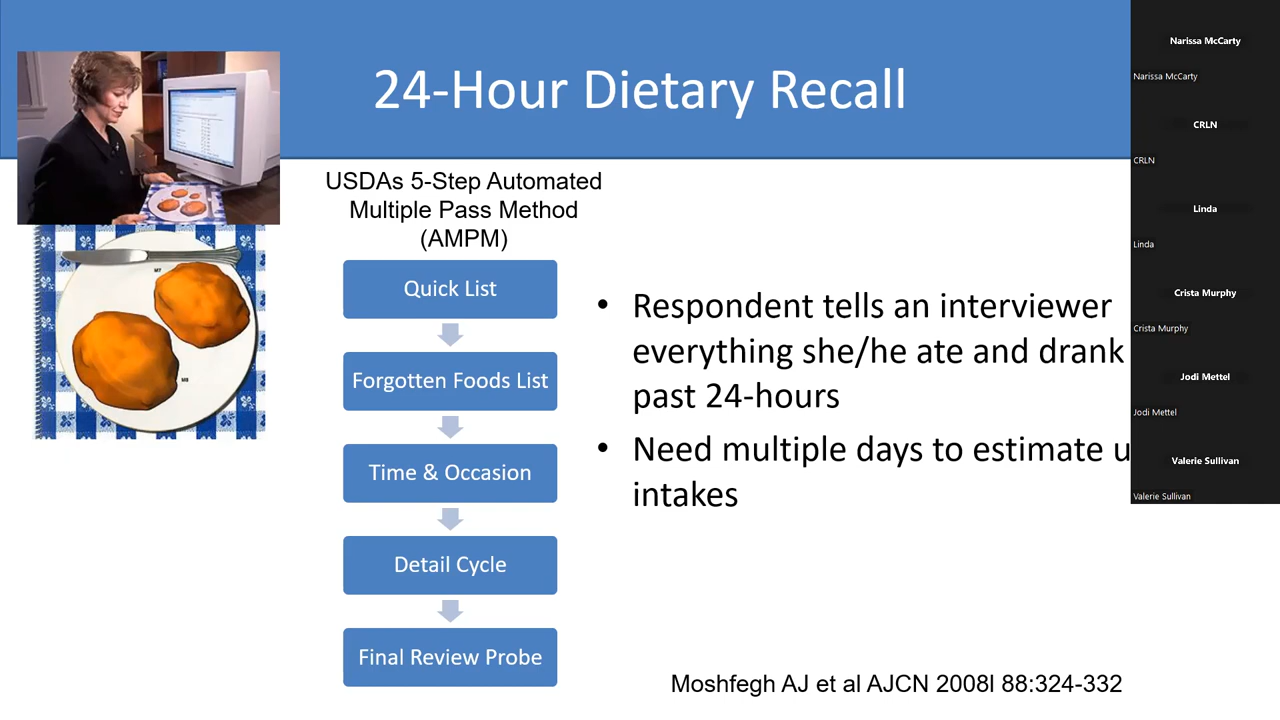 24-Hour Dietary Recall
USDAs 5-Step Automated
Multiple Pass Method
(AMPM)
Quick List
Forgotten Foods List
Time & Occasion
Detail Cycle
Final Review Probe
• Respondent tells an interviewer
everything she/he ate and drank
past 24-hours
• Need multiple days to estimate
intakes
Moshfegh AJ et al AJCN 2008l 88:324-332
Narissa McCarty
Narissa McCarty
CRLN
CRLN
Linda
Linda
Crista Murphy
Crista Murphy
Jodi Mettel
Jodi Mettel
Valerie Sullivan
Valerie Sullivan